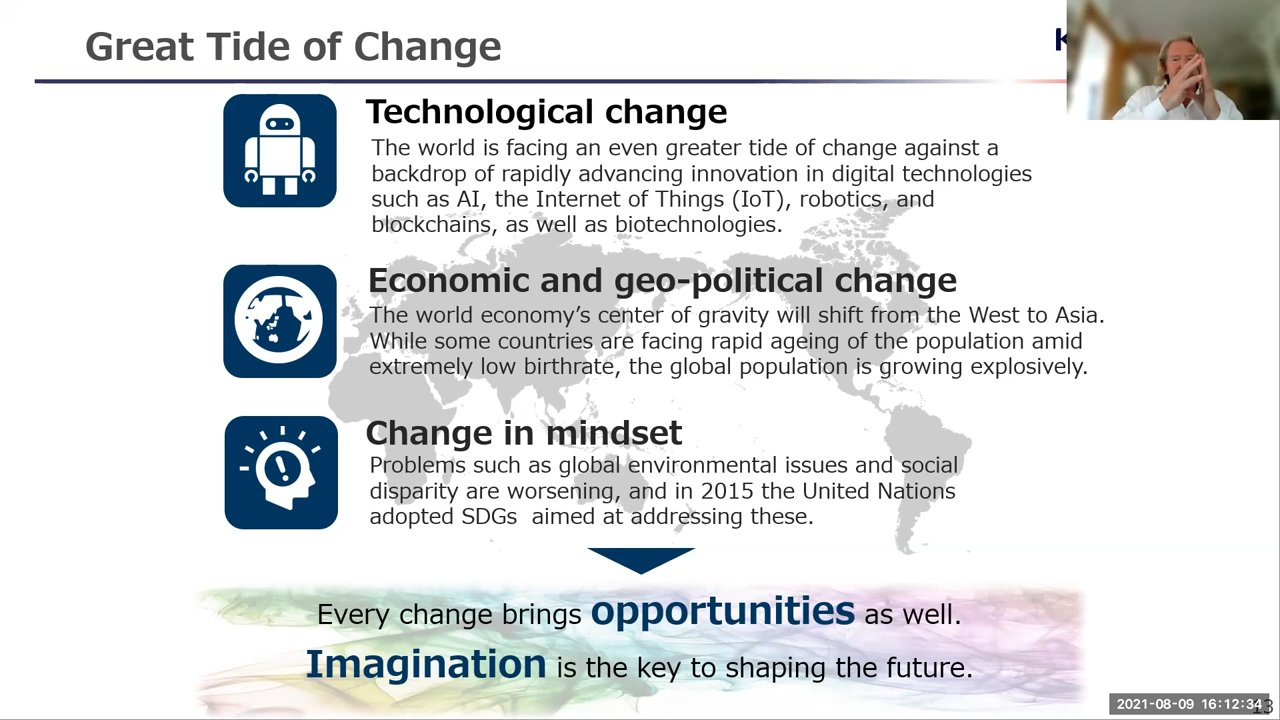 Great Tide of Change
K
Technological change
The world is facing an even greater tide of change against a
backdrop of rapidly advancing innovation in digital technologies
such as AI, the Internet of Things (IoT), robotics, and
blockchains, as well as biotechnologies.
Economic and geo-political change
The world economy’s center of gravity will shift from the West to Asia.
While some countries are facing rapid ageing of the population amid
extremely low birthrate, the global population is growing explosively.
Change in mindset
Problems such as global environmental issues and social
disparity are worsening, and in 2015 the United Nations
adopted SDGs  aimed at addressing these.
Every change brings opportunities as well.
Imagination is the key to shaping the future.
2021-08-09 16:12:34
13